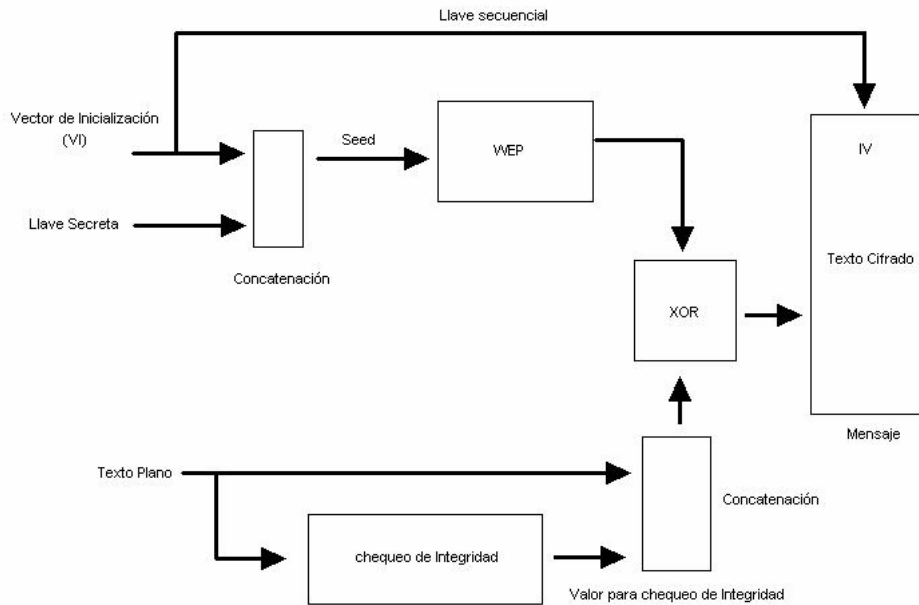 Llave secuencial
Vector de Inicialización
(VI)
Seed
WEP
IV
Llave Secreta
Texto Cifrado
Concatenación
XOR
Mensaje
Texto Plano
Concatenación
chequeo de Integridad
Valor para chequeo de Integridad